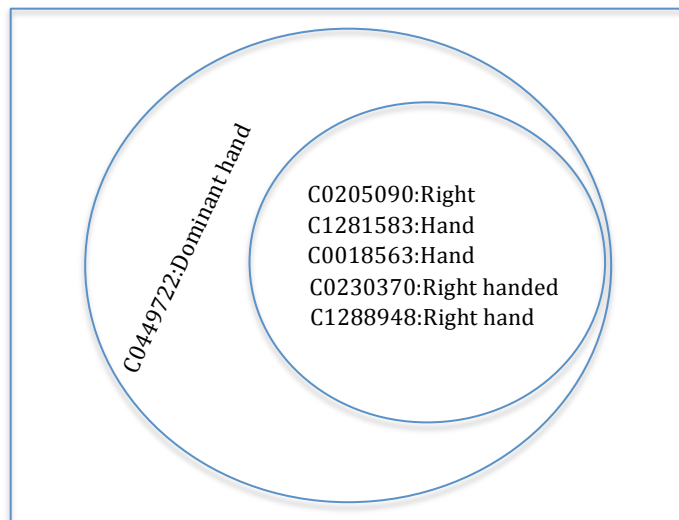 C0449722:Dominant hand
C0205090:Right
C1281583:Hand
C0018563:Hand
C0230370:Right handed
C1288948:Right hand